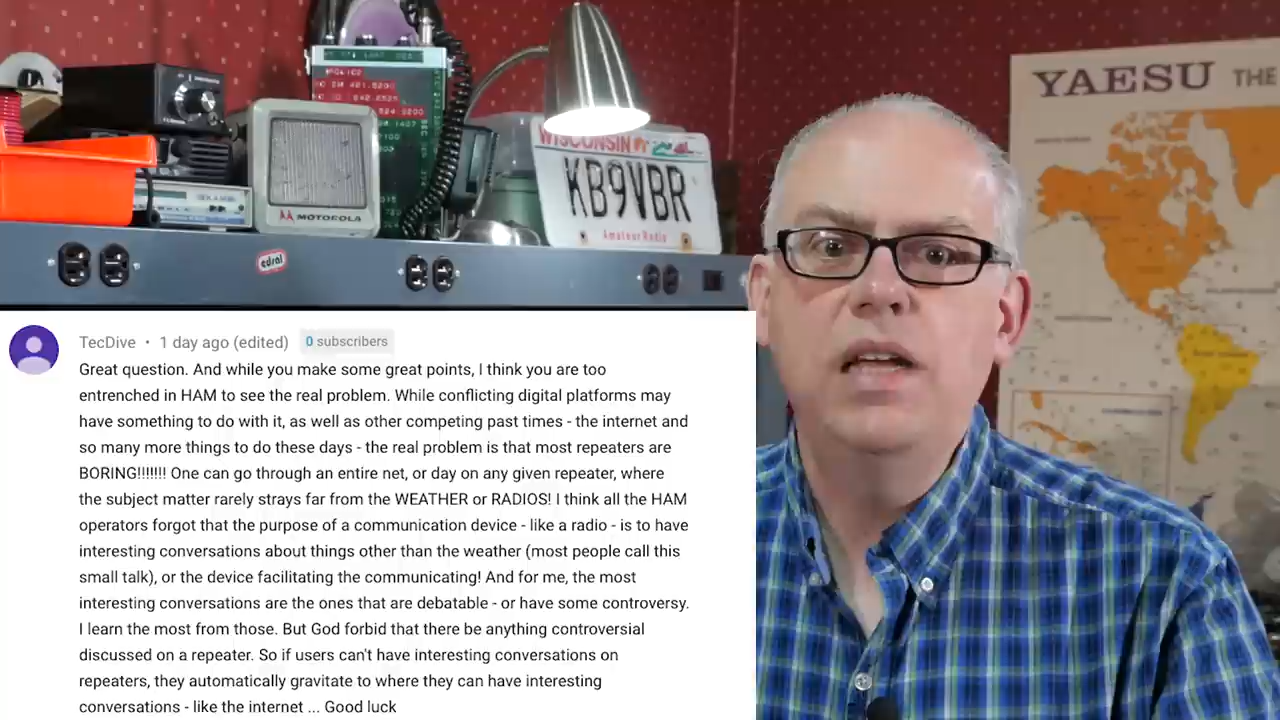 YAESU THE
POLICE
WISCONSIN
KB9VBR
Amateur Radio
MOTOROLA
edsal
TecDive • 1 day ago (edited) 0 subscribers
Great question. And while you make some great points, I think you are too
entrenched in HAM to see the real problem. While conflicting digital platforms may
have something to do with it, as well as other competing past times - the internet and
so many more things to do these days - the real problem is that most repeaters are
BORING!!!!!!! One can go through an entire net, or day on any given repeater, where
the subject matter rarely strays far from the WEATHER or RADIOS! I think all the HAM
operators forgot that the purpose of a communication device - like a radio - is to have
interesting conversations about things other than the weather (most people call this
small talk), or the device facilitating the communicating! And for me, the most
interesting conversations are the ones that are debatable - or have some controversy.
I learn the most from those. But God forbid that there be anything controversial
discussed on a repeater. So if users can't have interesting conversations on
repeaters, they automatically gravitate to where they can have interesting
conversations - like the internet ... Good luck